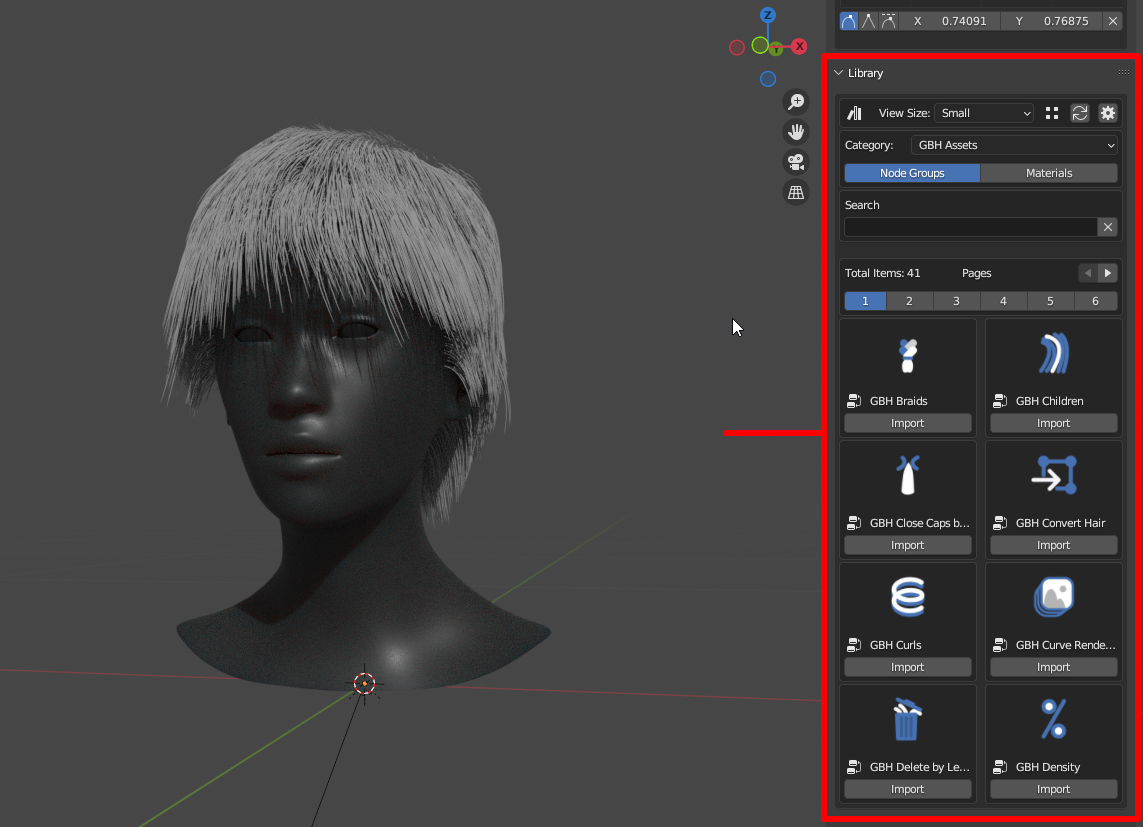 Z
X
Y
X 0.74091 Y 0.76875
Library
View Size: Small
Category: GBH Assets
Node Groups Materials
Search
Total Items: 41 Pages
1 2 3 4 5 6
GBH Braids GBH Children
Import Import
GBH Close Caps b... GBH Convert Hair
Import Import
GBH Curls GBH Curve Rende...
Import Import
GBH Delete by Le... GBH Density
Import Import